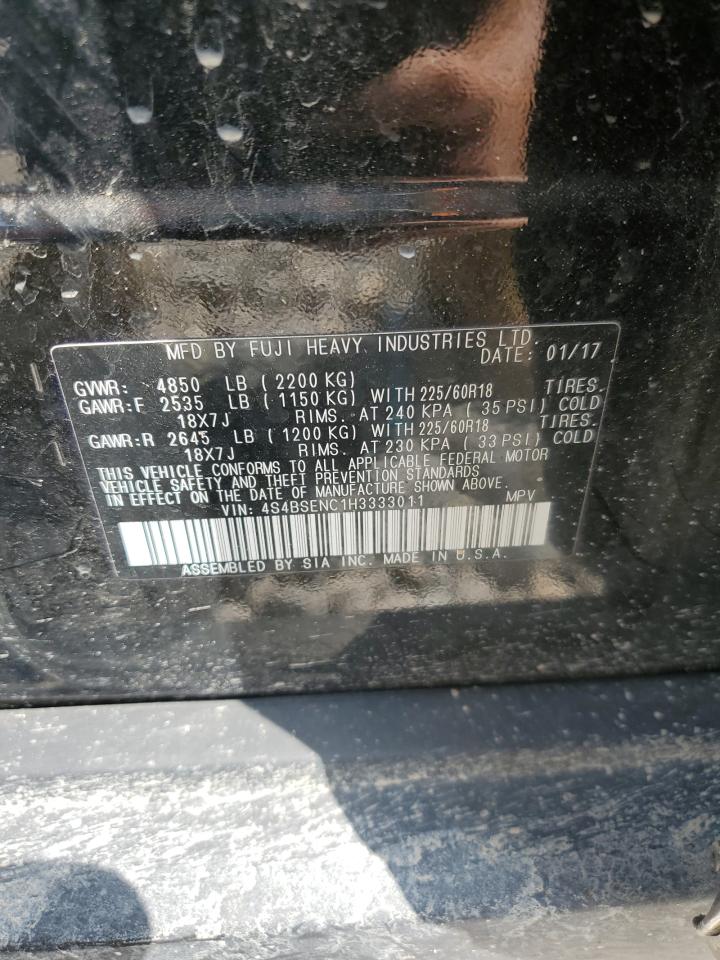 MFD BY FUJI HEAVY INDUSTRIES LTD.
DATE: 01/17
GVWR: 4850 LB ( 2200 KG)
GAWR:F 2535 LB ( 1150 KG) WITH 225/60R18 TIRES.
18X7J RIMS. AT 240 KPA ( 35 PSI) COLD
GAWR:R 2645 LB ( 1200 KG) WITH 225/60R18 TIRES.
18X7J RIMS. AT 230 KPA ( 33 PSI) COLD
THIS VEHICLE CONFORMS TO ALL APPLICABLE FEDERAL MOTOR
VEHICLE SAFETY AND THEFT PREVENTION STANDARDS
IN EFFECT ON THE DATE OF MANUFACTURE SHOWN ABOVE.
VIN: 4S4BSENC1H3333011 MPV
ASSEMBLED BY SIA INC. MADE IN U.S.A.